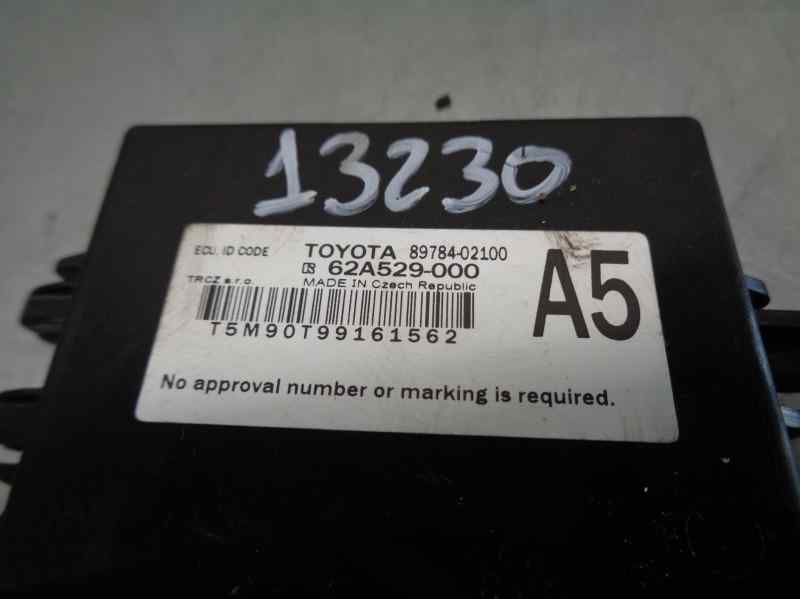 13230
ECU. ID CODE TOYOTA 89784-02100
62A529-000
TRCZ s.r.o. MADE IN Czech Republic
A5
T5M90T99161562
No approval number or marking is required.